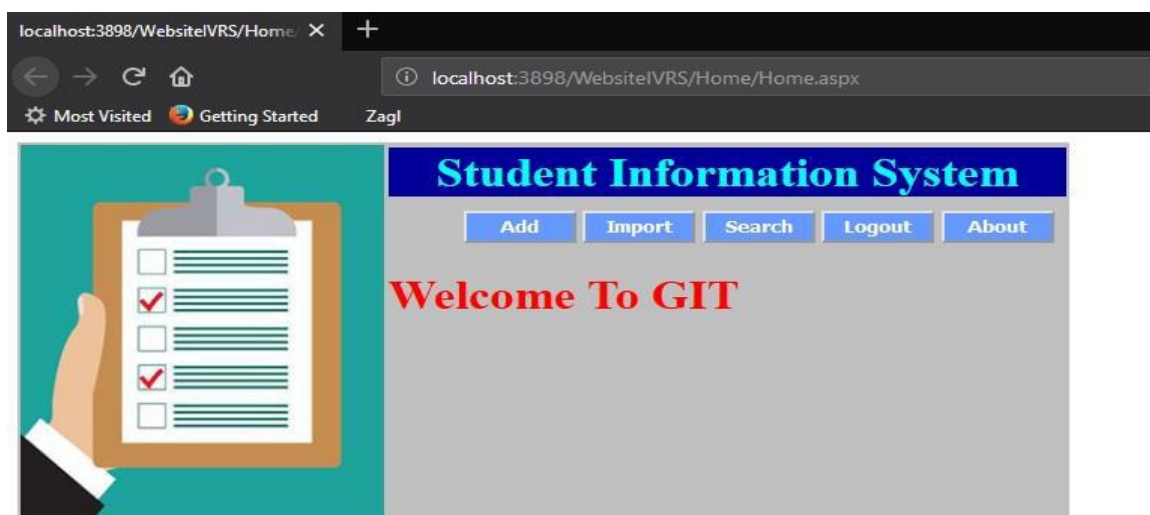 localhost:3898/WebsiteIVRS/Home/
localhost:3898/WebsiteIVRS/Home/Home.aspx
Most Visited Getting Started Zagl
Student Information System
Add Import Search Logout About
Welcome To GIT